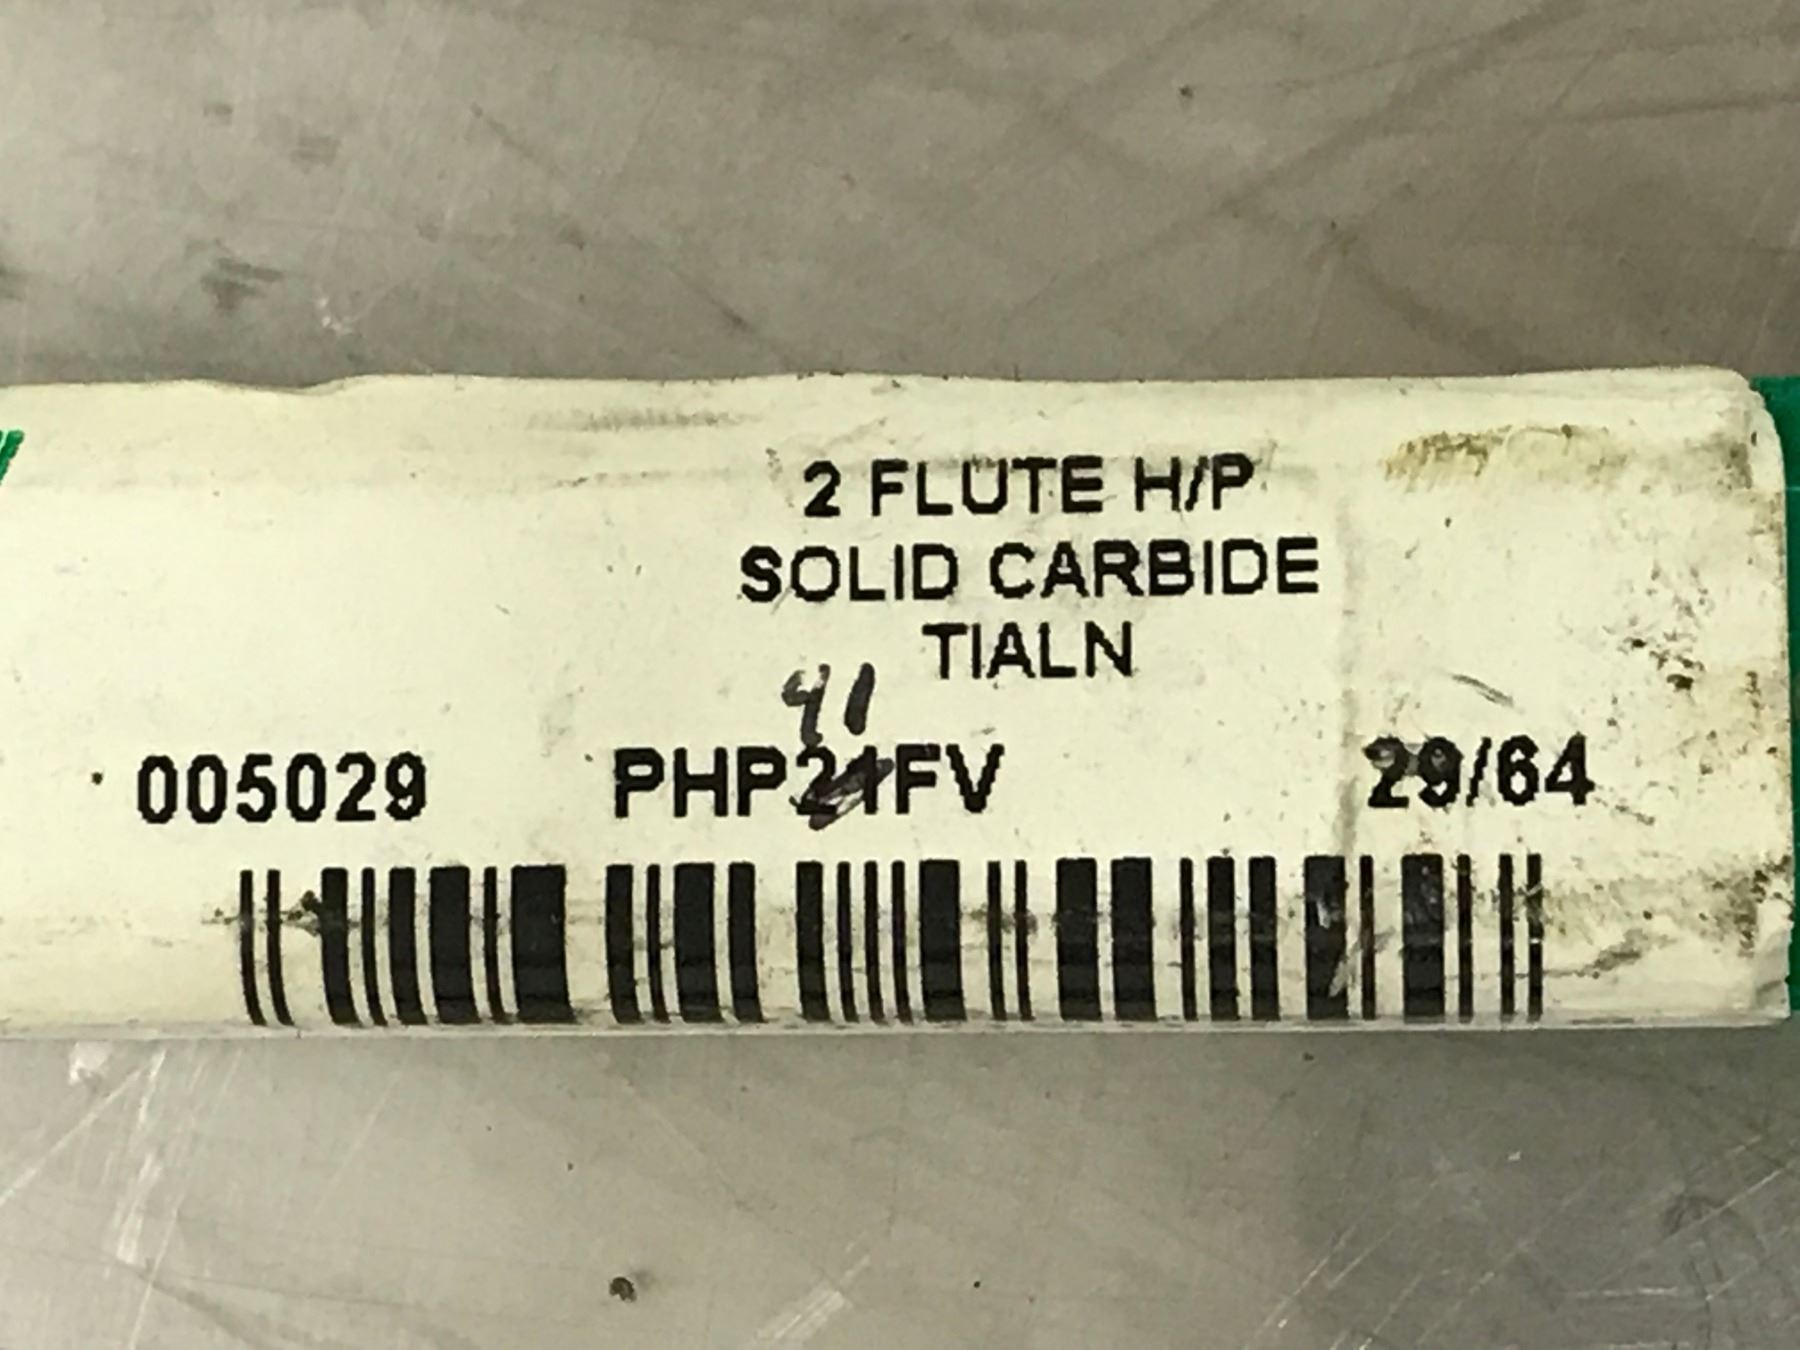 2 FLUTE H/P
SOLID CARBIDE
TIALN
41
005029 PHP21FV 29/64